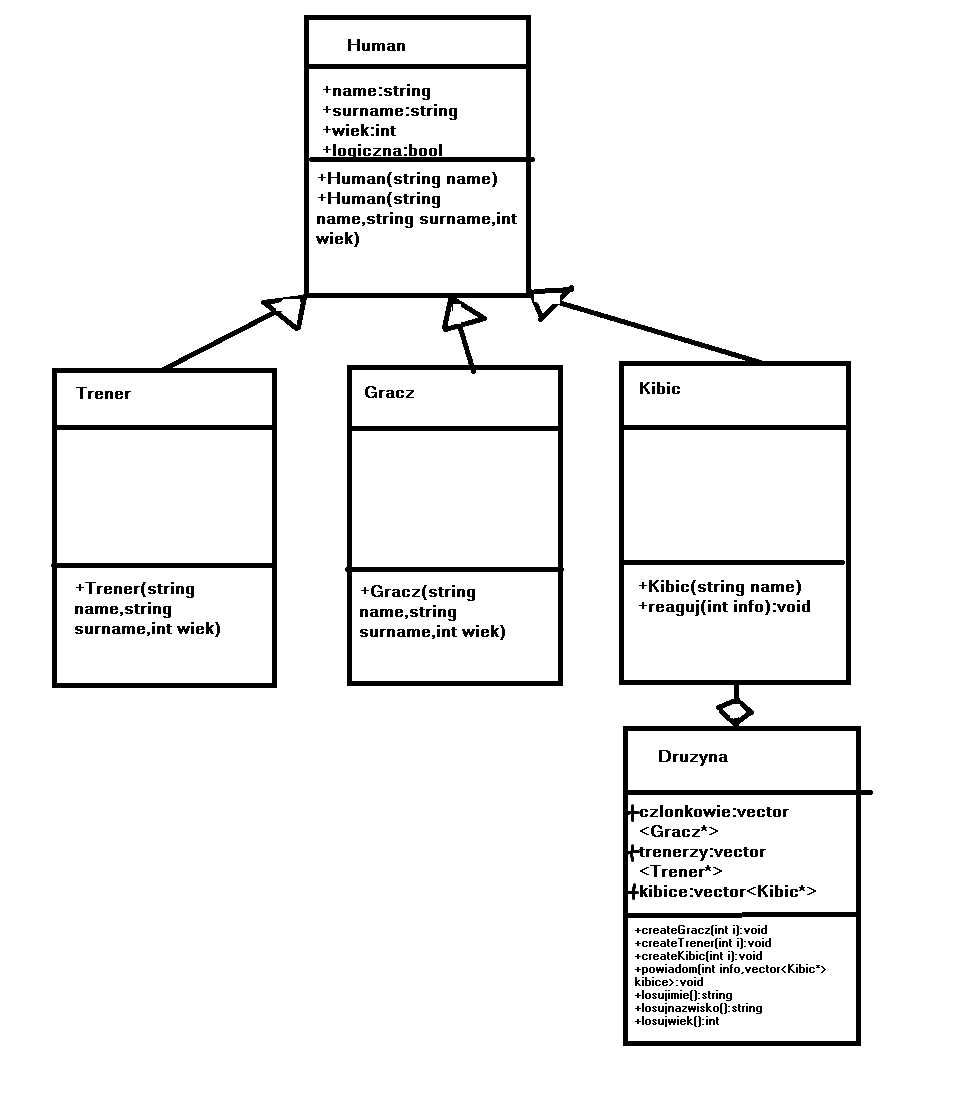 Human
+name:string
+surname:string
+wiek:int
+logiczna:bool
+Human(string name)
+Human(string
name,string surname,int
wiek)
Trener
+Trener(string
name,string
surname,int wiek)
Gracz
+Gracz(string
name,string
surname,int wiek)
Kibic
+Kibic(string name)
+reaguj(int info):void
Druzyna
+czlonkowie:vector
<Gracz*>
+trenerzy:vector
<Trener*>
+kibice:vector<Kibic*>
+createGracz(int i):void
+createTrener(int i):void
+createKibic(int i):void
+powiadom(int info,vector<Kibic*>
kibice>:void
+losujimie():string
+losujnazwisko():string
+losujwiek():int